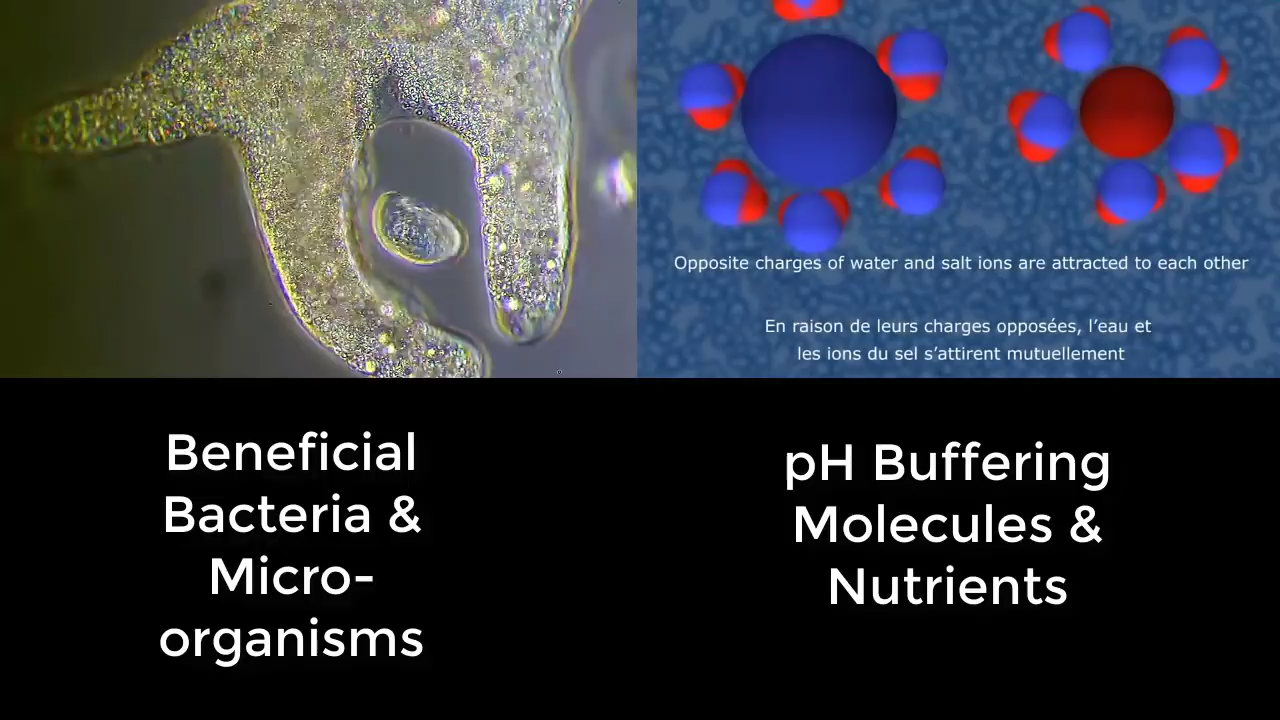 Opposite charges of water and salt ions are attracted to each other
En raison de leurs charges opposées, l’eau et
les ions du sel s’attirent mutuellement
Beneficial
Bacteria &
Micro-
organisms
pH Buffering
Molecules &
Nutrients